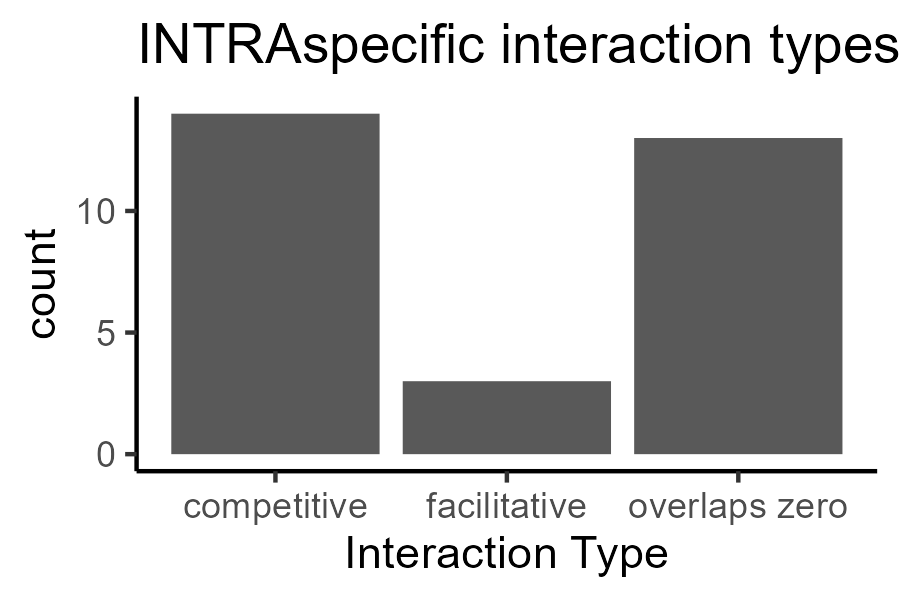 INTRAspecific interaction types
count
10
5
0
competitive facilitative overlaps zero
Interaction Type